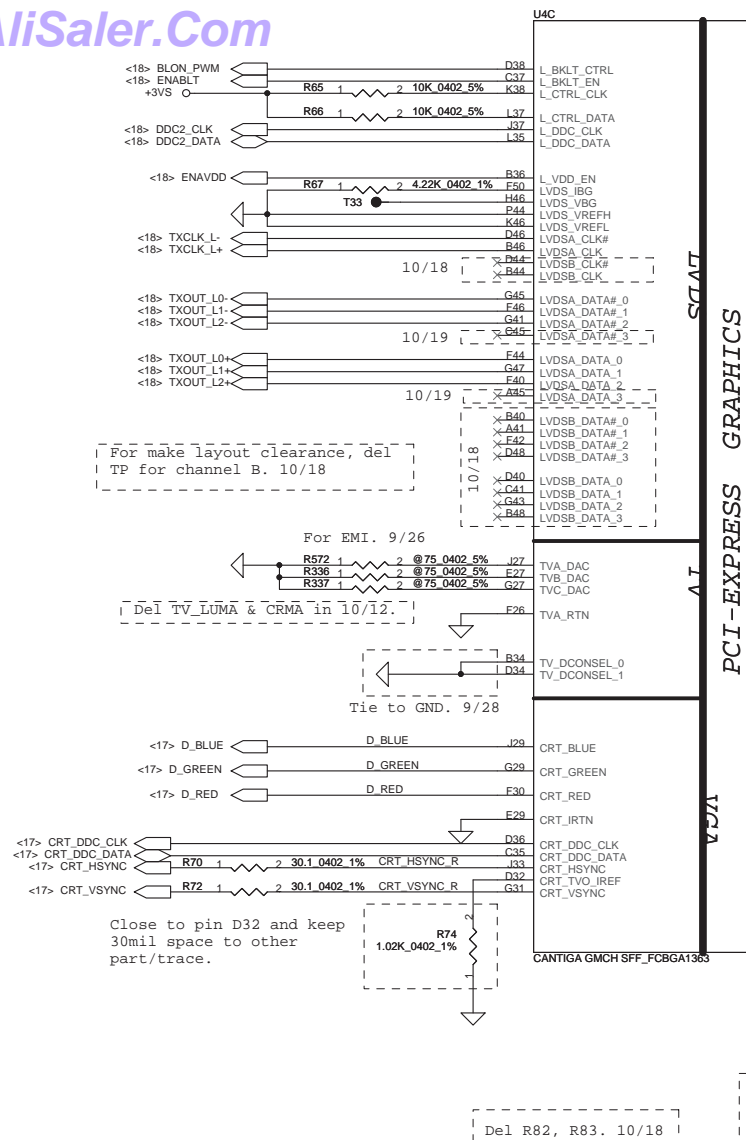 AliSaler.Com
U4C
<18> BLON_PWM D38 L_BKLT_CTRL
<18> ENABLT C37 L_BKLT_EN
+3VS R65 1 2 10K_0402_5% K38 L_CTRL_CLK
R66 1 2 10K_0402_5% L37 L_CTRL_DATA
<18> DDC2_CLK J37 L_DDC_CLK
<18> DDC2_DATA L35 L_DDC_DATA
<18> ENAVDD B36 L_VDD_EN
R67 1 2 4.22K_0402_1% F50 LVDS_IBG
T33 H46 LVDS_VBG
P44 LVDS_VREFH
K46 LVDS_VREFL
<18> TXCLK_L- D46 LVDSA_CLK#
<18> TXCLK_L+ B46 LVDSA_CLK
10/18 D44 LVDSB_CLK#
B44 LVDSB_CLK
<18> TXOUT_L0- G45 LVDSA_DATA#_0
<18> TXOUT_L1- F46 LVDSA_DATA#_1
<18> TXOUT_L2- G41 LVDSA_DATA#_2
10/19 C45 LVDSA_DATA#_3
<18> TXOUT_L0+ F44 LVDSA_DATA_0
<18> TXOUT_L1+ G47 LVDSA_DATA_1
<18> TXOUT_L2+ F40 LVDSA_DATA_2
10/19 A45 LVDSA_DATA_3
B40 LVDSB_DATA#_0
A41 LVDSB_DATA#_1
F42 LVDSB_DATA#_2
D48 LVDSB_DATA#_3
10/18
D40 LVDSB_DATA_0
C41 LVDSB_DATA_1
G43 LVDSB_DATA_2
B48 LVDSB_DATA_3
LVDS
For make layout clearance, del
TP for channel B. 10/18
For EMI. 9/26
R572 1 2 @75_0402_5% J27 TVA_DAC
R336 1 2 @75_0402_5% E27 TVB_DAC
R337 1 2 @75_0402_5% G27 TVC_DAC
Del TV_LUMA & CRMA in 10/12.
F26 TVA_RTN
B34 TV_DCONSEL_0
D34 TV_DCONSEL_1
Tie to GND. 9/28
TV
PCI-EXPRESS GRAPHICS
<17> D_BLUE D_BLUE J29 CRT_BLUE
<17> D_GREEN D_GREEN G29 CRT_GREEN
<17> D_RED D_RED F30 CRT_RED
E29 CRT_IRTN
<17> CRT_DDC_CLK D36 CRT_DDC_CLK
<17> CRT_DDC_DATA C35 CRT_DDC_DATA
<17> CRT_HSYNC R70 1 2 30.1_0402_1% CRT_HSYNC_R J33 CRT_HSYNC
D32 CRT_TVO_IREF
<17> CRT_VSYNC R72 1 2 30.1_0402_1% CRT_VSYNC_R G31 CRT_VSYNC
VGA
Close to pin D32 and keep
30mil space to other
part/trace.
2
R74
1.02K_0402_1%
1
CANTIGA GMCH SFF_FCBGA1363
Del R82, R83. 10/18